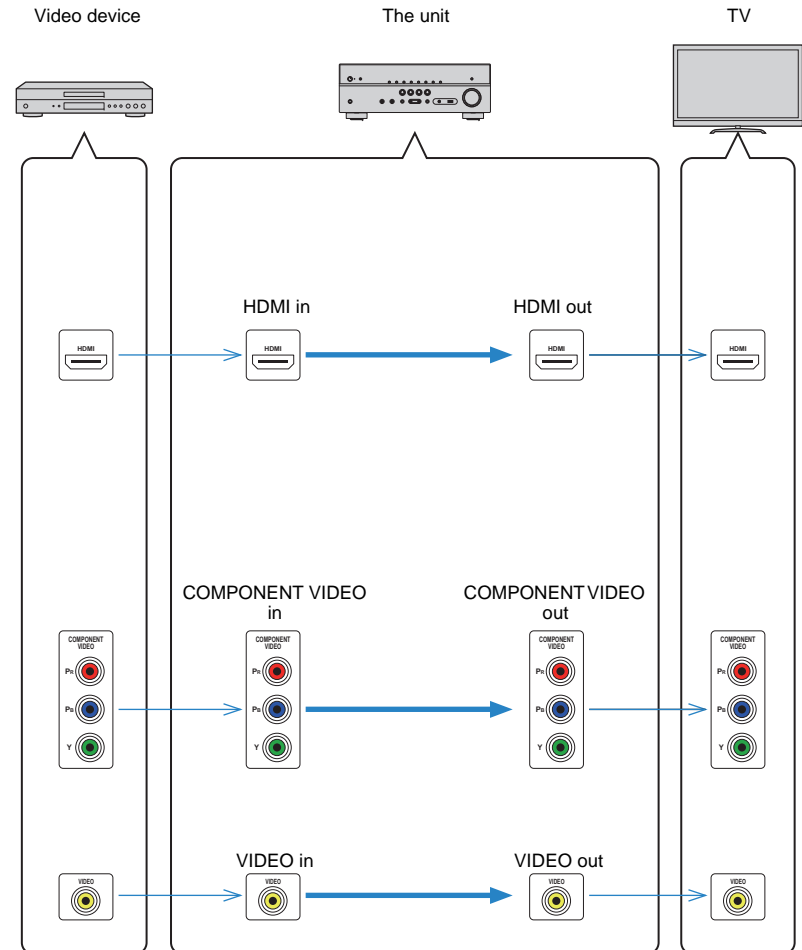 Video device
The unit
TV
HDMI in
HDMI out
HDMI
HDMI
HDMI
HDMI
COMPONENT VIDEO
in
COMPONENT VIDEO
out
COMPONENT
VIDEO
PR
PB
Y
COMPONENT
VIDEO
PR
PB
Y
COMPONENT
VIDEO
PR
PB
Y
COMPONENT
VIDEO
PR
PB
Y
VIDEO in
VIDEO out
VIDEO
VIDEO
VIDEO
VIDEO